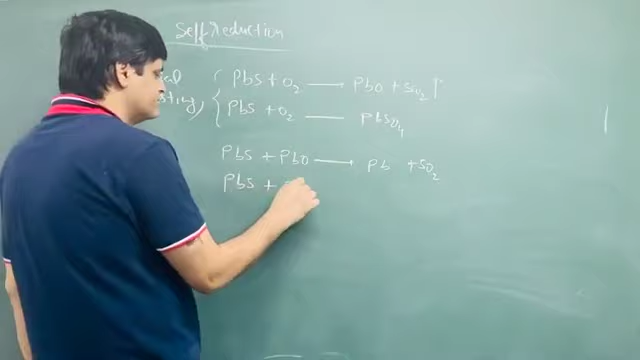 Self Reduction
PbS + O₂ ⟶ PbO + SO₂ ↑
PbS + O₂ — PbSO₄
PbS + PbO ⟶ Pb + SO₂
PbS +